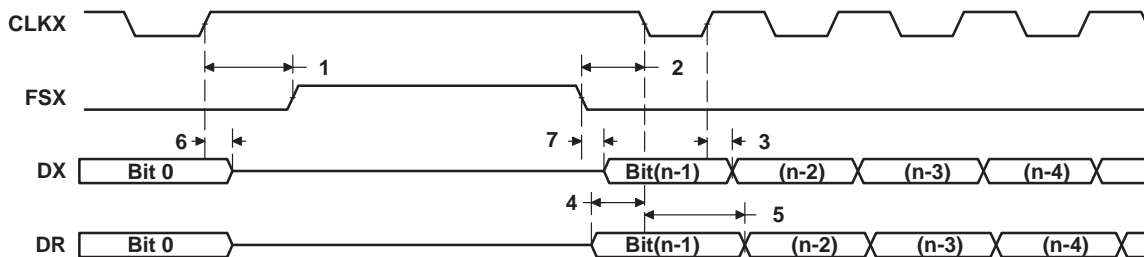 CLKX
1 2
FSX
6 7 3
DX Bit 0 Bit(n-1) (n-2) (n-3) (n-4)
4 5
DR Bit 0 Bit(n-1) (n-2) (n-3) (n-4)